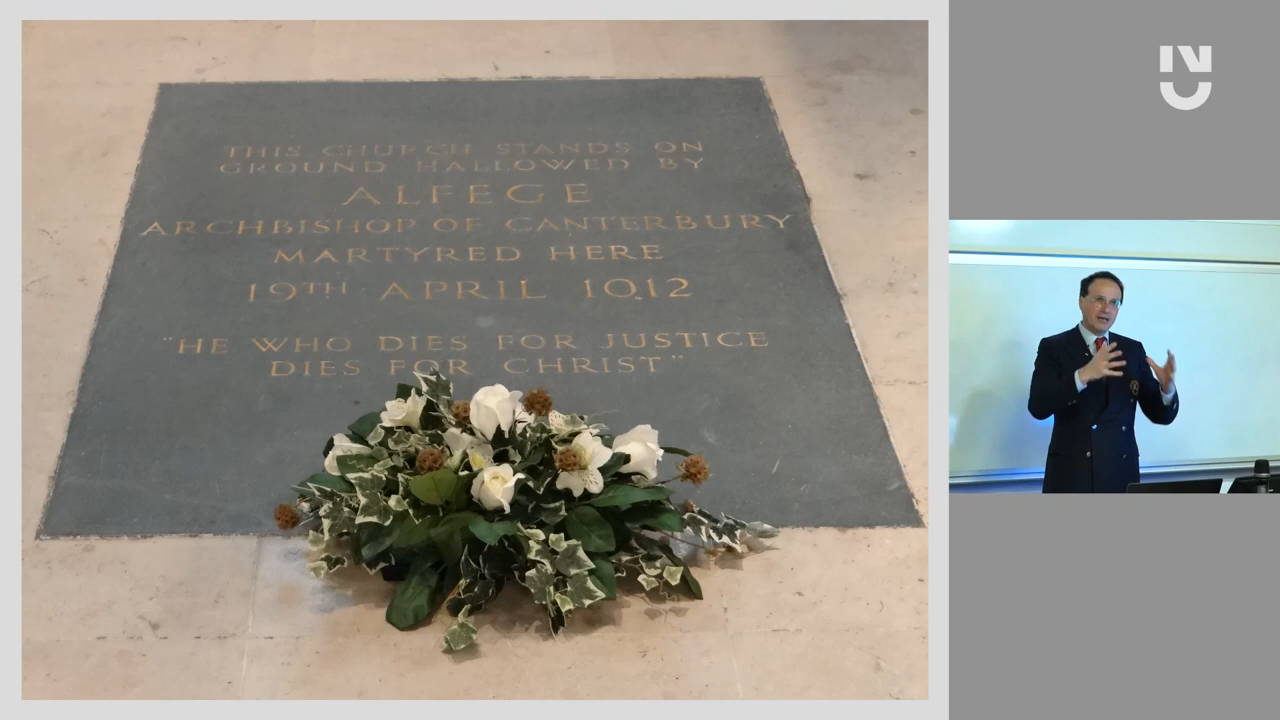 THIS CHURCH STANDS ON
GROUND HALLOWED BY
ALFEGE
ARCHBISHOP OF CANTERBURY
MARTYRED HERE
19TH APRIL 1012
"HE WHO DIES FOR JUSTICE
DIES FOR CHRIST"